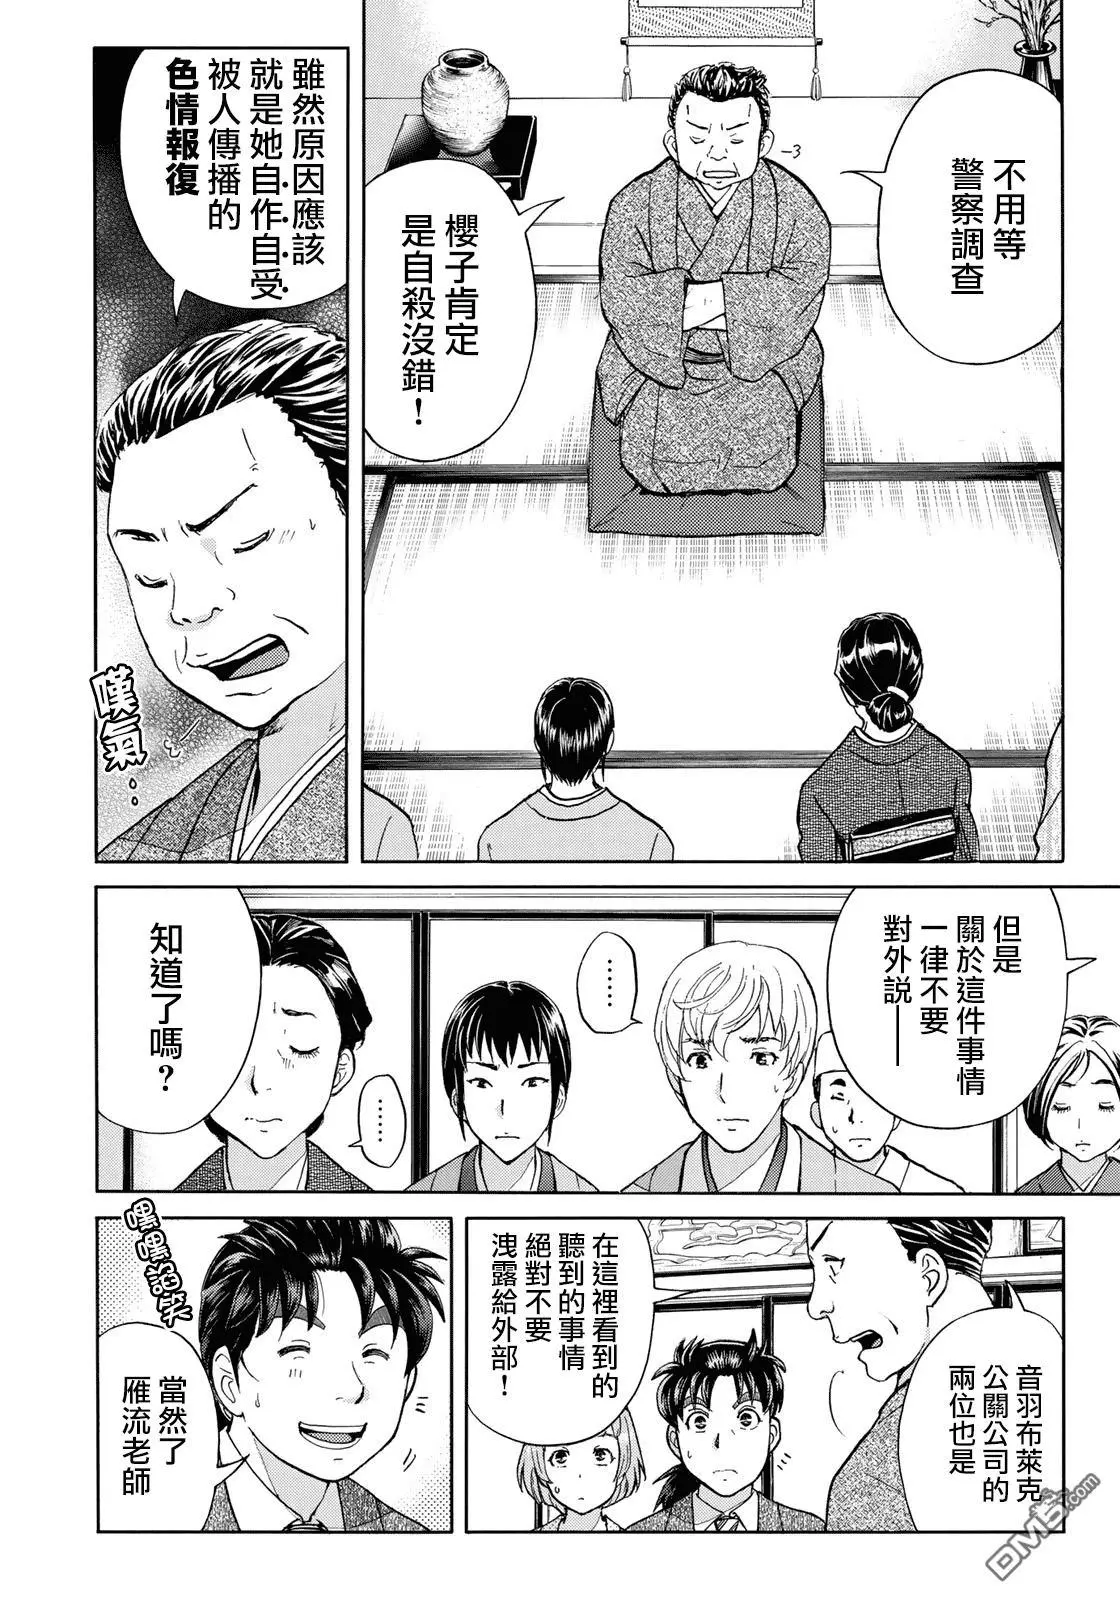 不用等
警察調查
櫻子肯定
是自殺沒錯！
雖然原因應該
就是她自作自受
被人傳播的
色情報復
嘆氣
但是
關於這件事情
一律不要
對外説——
……
……
知道了嗎？
音羽布萊克
公關公司的
兩位也是
在這裡看到的
聽到的事情
絕對不要
洩露給外部！
嘿嘿諂笑
當然了
雁流老師